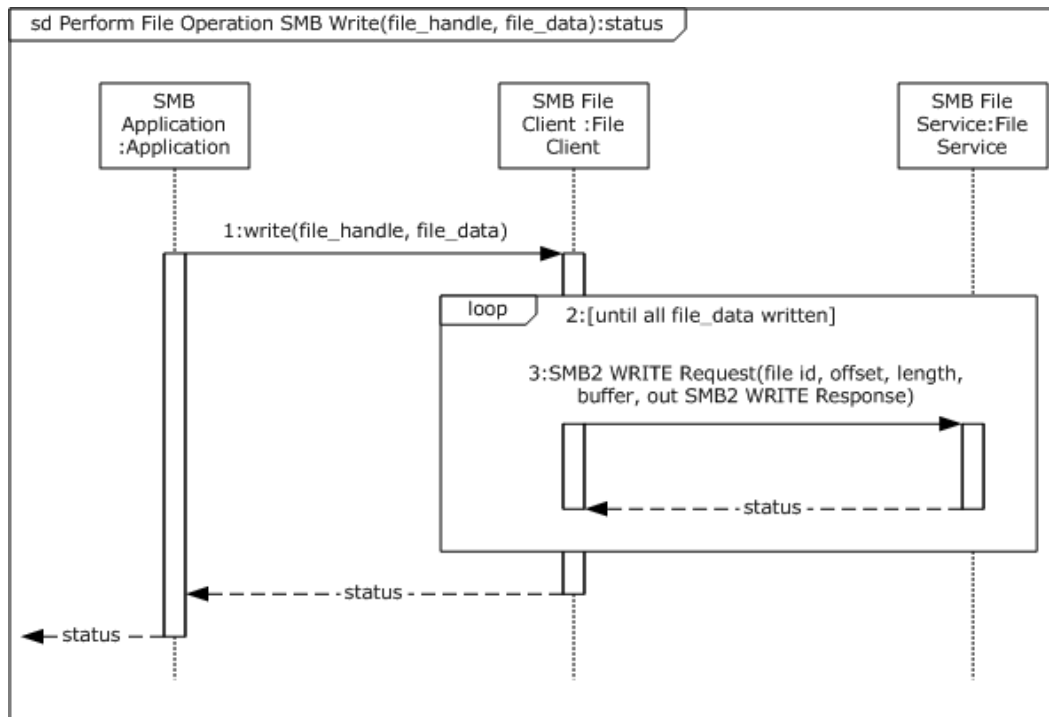 sd Perform File Operation SMB Write(file_handle, file_data):status
SMB
Application
:Application
SMB File
Client :File
Client
SMB File
Service:File
Service
1:write(file_handle, file_data)
loop
2:[until all file_data written]
3:SMB2 WRITE Request(file id, offset, length,
buffer, out SMB2 WRITE Response)
status
status
status